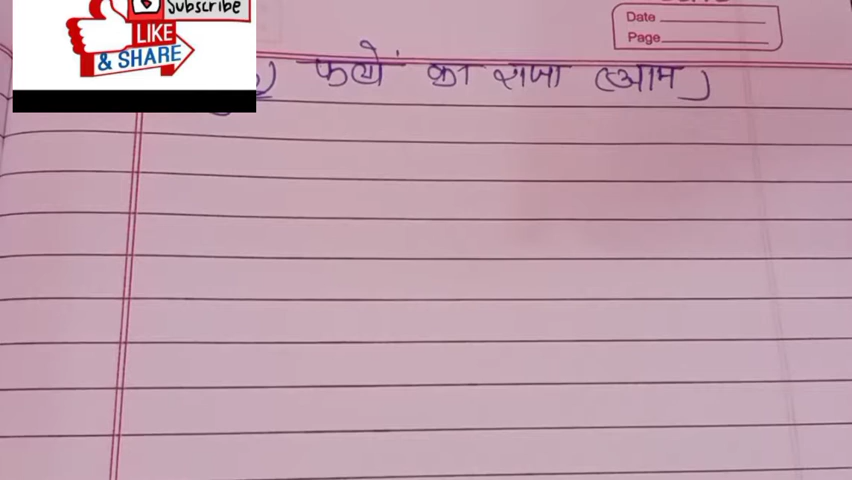 Subscribe
LIKE
& SHARE
Date
Page
फलों का राजा (आम)